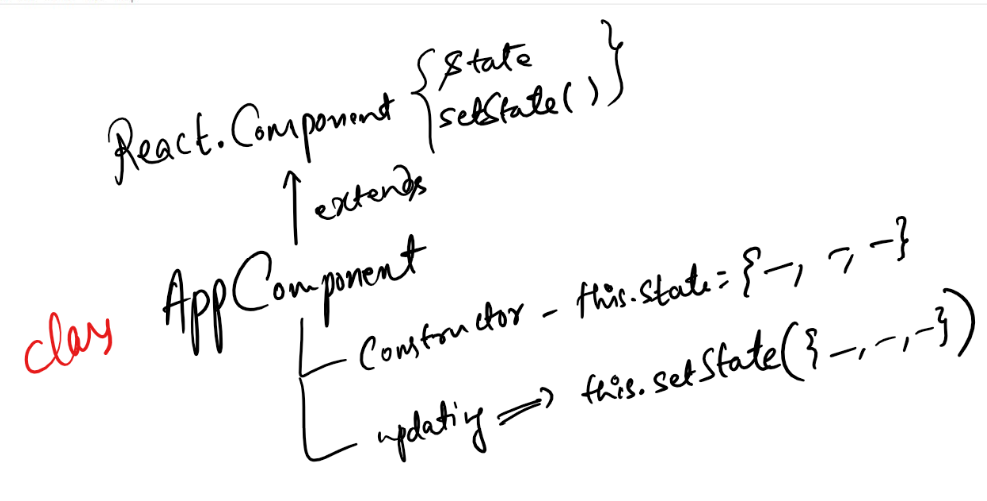 React.Component { state
setState() }
↑ extends
class AppComponent
Constructor - this.state = {-, -, -}
updating => this.setState({-, -, -})